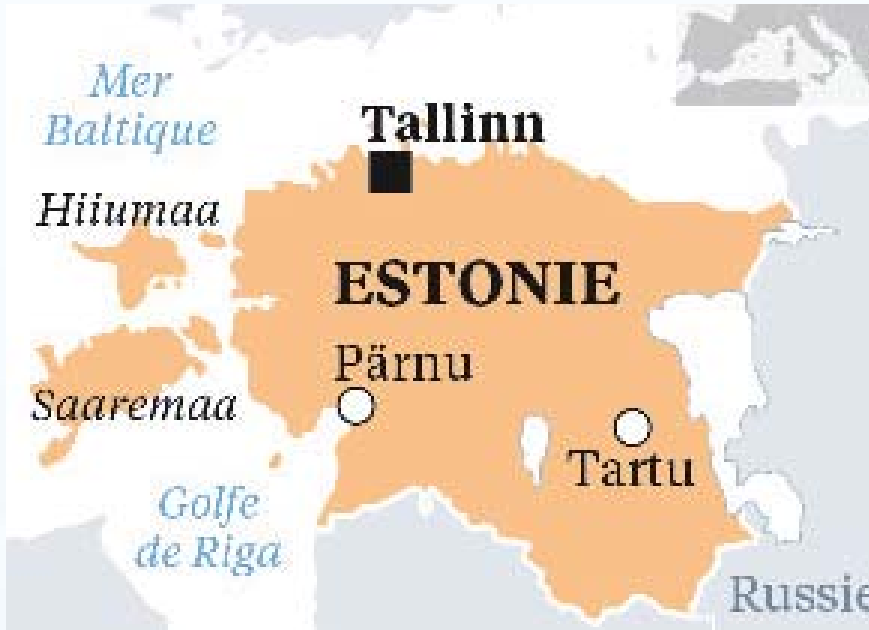 Mer
Baltique
Tallinn
Hiiumaa
ESTONIE
Pärnu
Saaremaa
Tartu
Golfe
de Riga
Russie